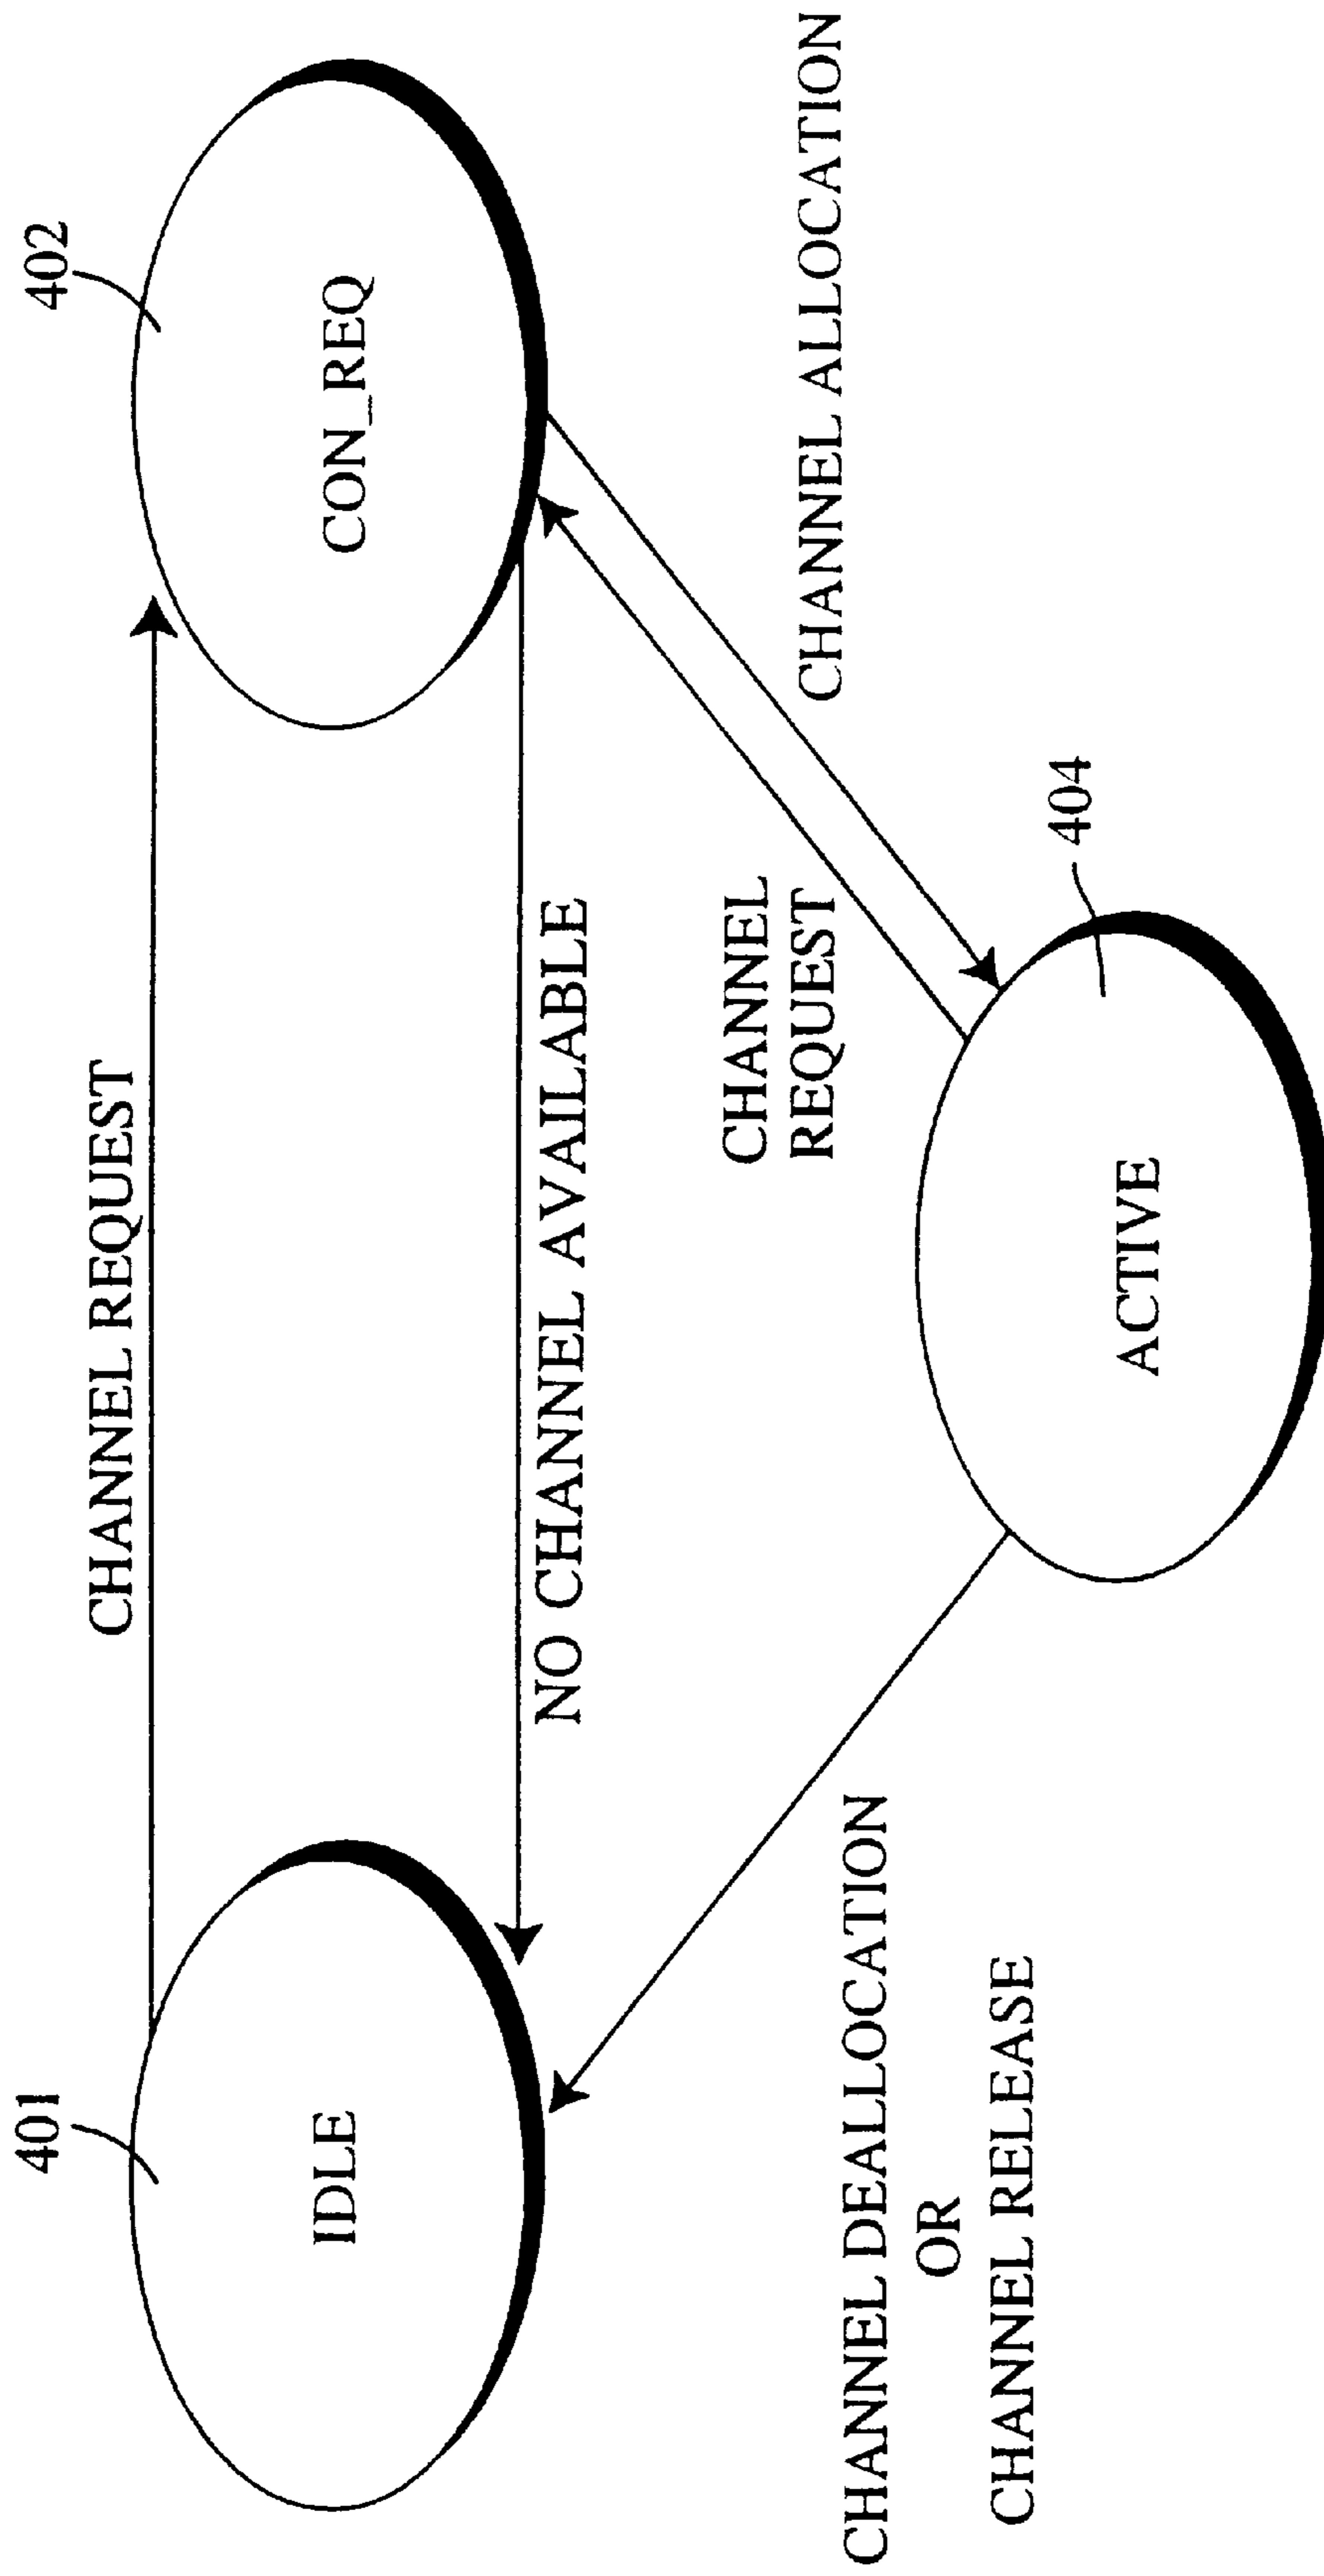 401
402
CHANNEL REQUEST
IDLE
CON_REQ
NO CHANNEL AVAILABLE
CHANNEL
REQUEST
CHANNEL ALLOCATION
CHANNEL DEALLOCATION
OR
CHANNEL RELEASE
404
ACTIVE